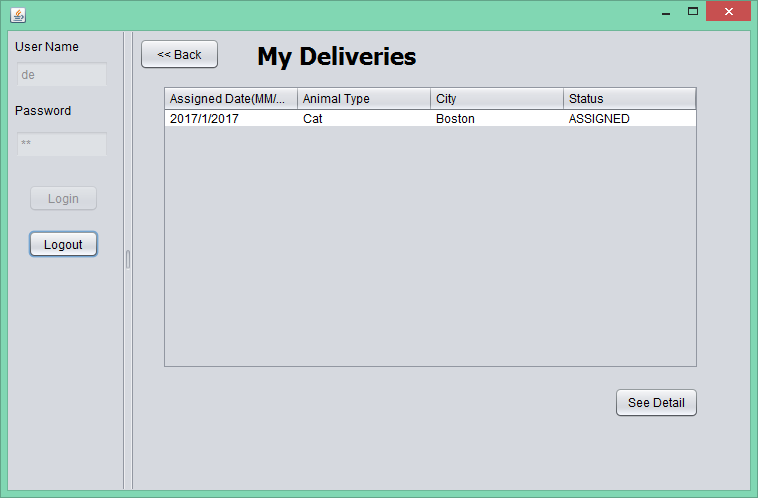 User Name
de
Password
**
Login
Logout
<< Back
My Deliveries
Assigned Date(MM/... Animal Type City Status
2017/1/2017 Cat Boston ASSIGNED
See Detail